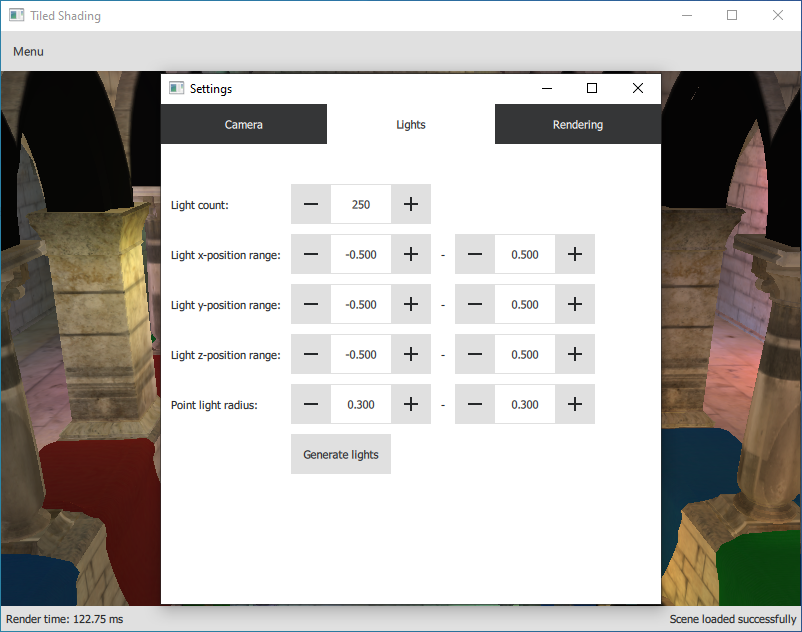 Tiled Shading
Menu
Settings
Camera Lights Rendering
Light count: 250
Light x-position range: -0.500 - 0.500
Light y-position range: -0.500 - 0.500
Light z-position range: -0.500 - 0.500
Point light radius: 0.300 - 0.300
Generate lights
Render time: 122.75 ms Scene loaded successfully